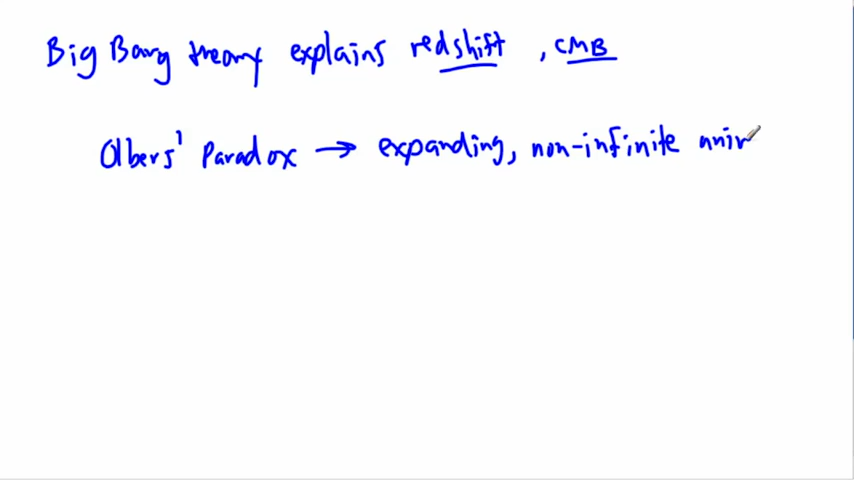 Big Bang theory explains redshift, CMB
Olbers' Paradox → expanding, non-infinite